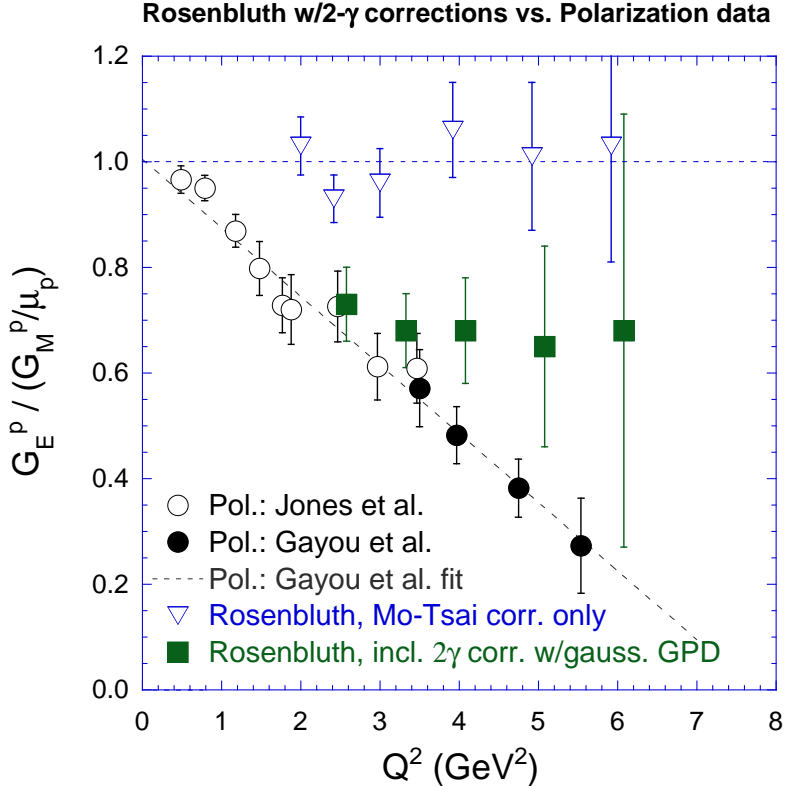 Rosenbluth w/2-γ corrections vs. Polarization data
1.2
1.0
0.8
0.6
0.4
0.2
0.0
G_E^p / (G_M^p/μ_p)
Pol.: Jones et al.
Pol.: Gayou et al.
Pol.: Gayou et al. fit
Rosenbluth, Mo-Tsai corr. only
Rosenbluth, incl. 2γ corr. w/gauss. GPD
0 1 2 3 4 5 6 7 8
Q² (GeV²)